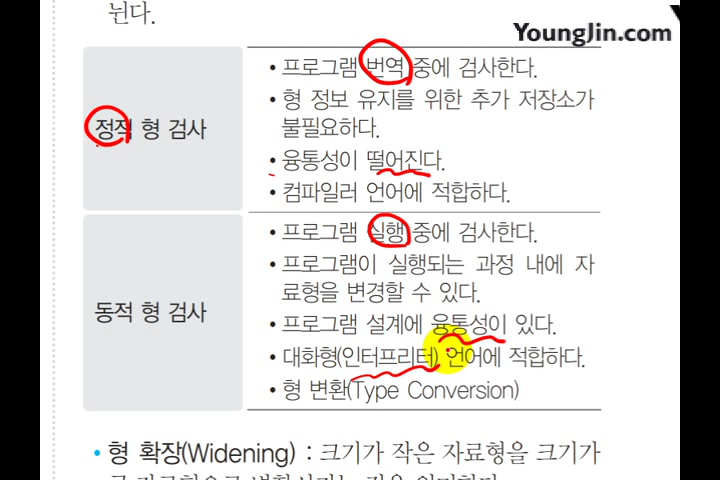 뉜다.
YoungJin.com
정적 형 검사
• 프로그램 번역 중에 검사한다.
• 형 정보 유지를 위한 추가 저장소가
불필요하다.
• 융통성이 떨어진다.
• 컴파일러 언어에 적합하다.
동적 형 검사
• 프로그램 실행 중에 검사한다.
• 프로그램이 실행되는 과정 내에 자
료형을 변경할 수 있다.
• 프로그램 설계에 융통성이 있다.
• 대화형(인터프리터) 언어에 적합하다.
• 형 변환(Type Conversion)
• 형 확장(Widening) : 크기가 작은 자료형을 크기가